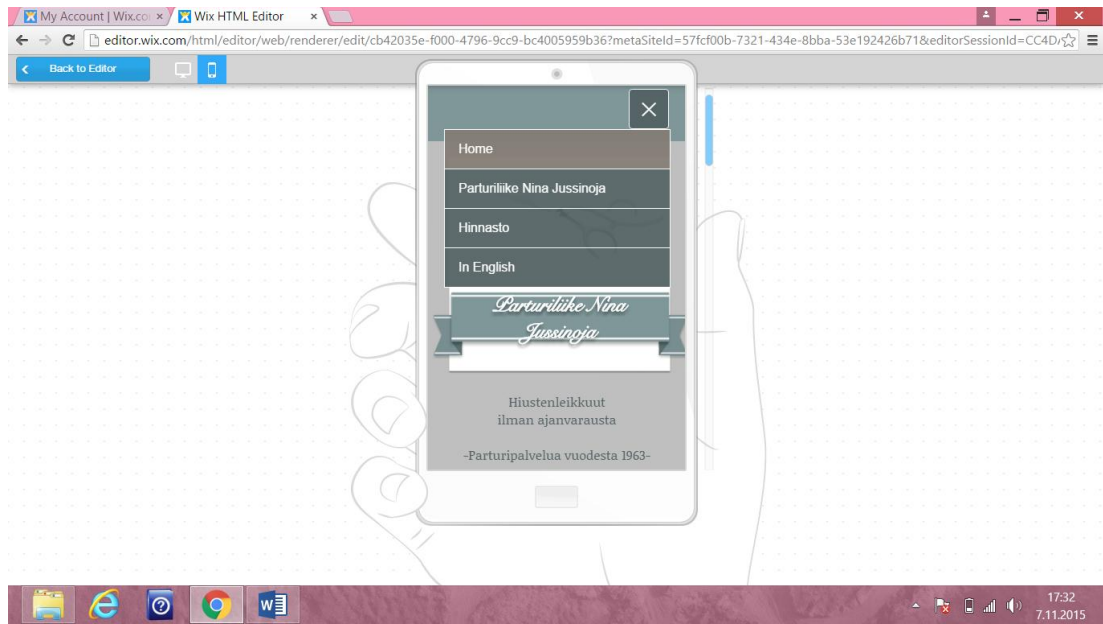 My Account | Wix.co
Wix HTML Editor
editor.wix.com/html/editor/web/renderer/edit/cb42035e-f000-4796-9cc9-bc4005959b36?metaSiteId=57fcf00b-7321-434e-8bba-53e192426b71&editorSessionId=CC4D
Back to Editor
Home
Parturiliike Nina Jussinoja
Hinnasto
In English
Parturiliike Nina
Jussinoja
Hiustenleikkuut
ilman ajanvarausta
-Parturipalvelua vuodesta 1963-
17:32
7.11.2015